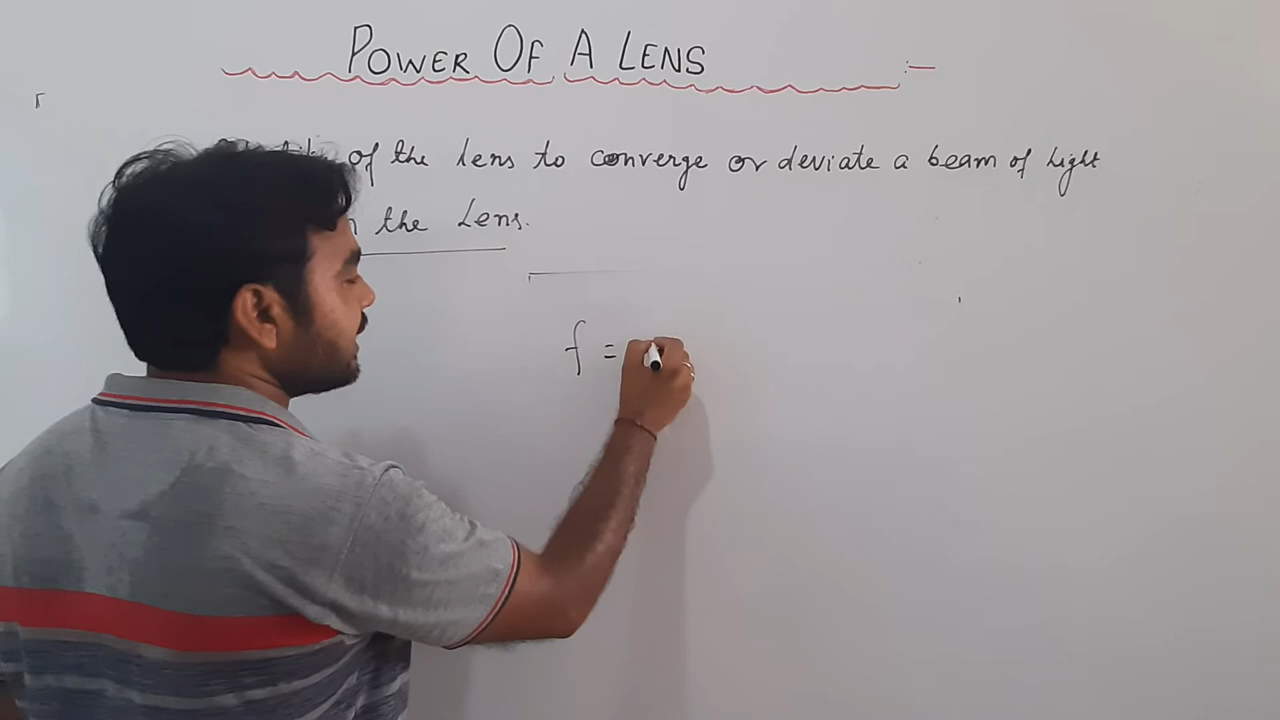 POWER OF A LENS :-
of the lens to converge or deviate a beam of light
the Lens.
f =